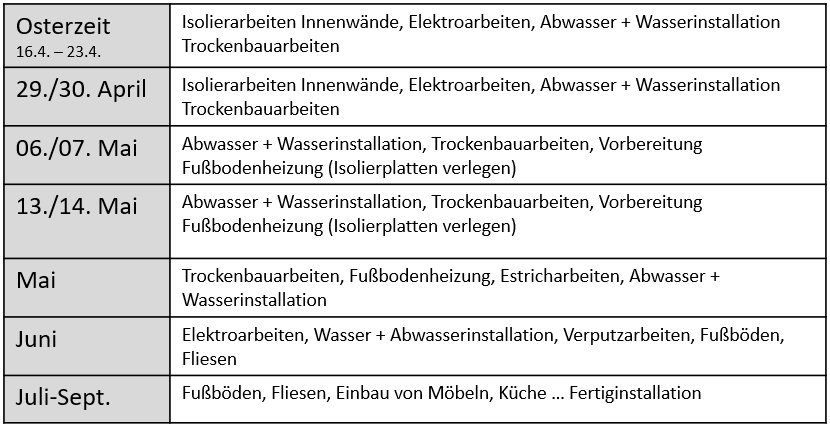 Osterzeit
16.4. – 23.4.
Isolierarbeiten Innenwände, Elektroarbeiten, Abwasser + Wasserinstallation
Trockenbauarbeiten
29./30. April
Isolierarbeiten Innenwände, Elektroarbeiten, Abwasser + Wasserinstallation
Trockenbauarbeiten
06./07. Mai
Abwasser + Wasserinstallation, Trockenbauarbeiten, Vorbereitung
Fußbodenheizung (Isolierplatten verlegen)
13./14. Mai
Abwasser + Wasserinstallation, Trockenbauarbeiten, Vorbereitung
Fußbodenheizung (Isolierplatten verlegen)
Mai
Trockenbauarbeiten, Fußbodenheizung, Estricharbeiten, Abwasser +
Wasserinstallation
Juni
Elektroarbeiten, Wasser + Abwasserinstallation, Verputzarbeiten, Fußböden,
Fliesen
Juli-Sept.
Fußböden, Fliesen, Einbau von Möbeln, Küche ... Fertiginstallation